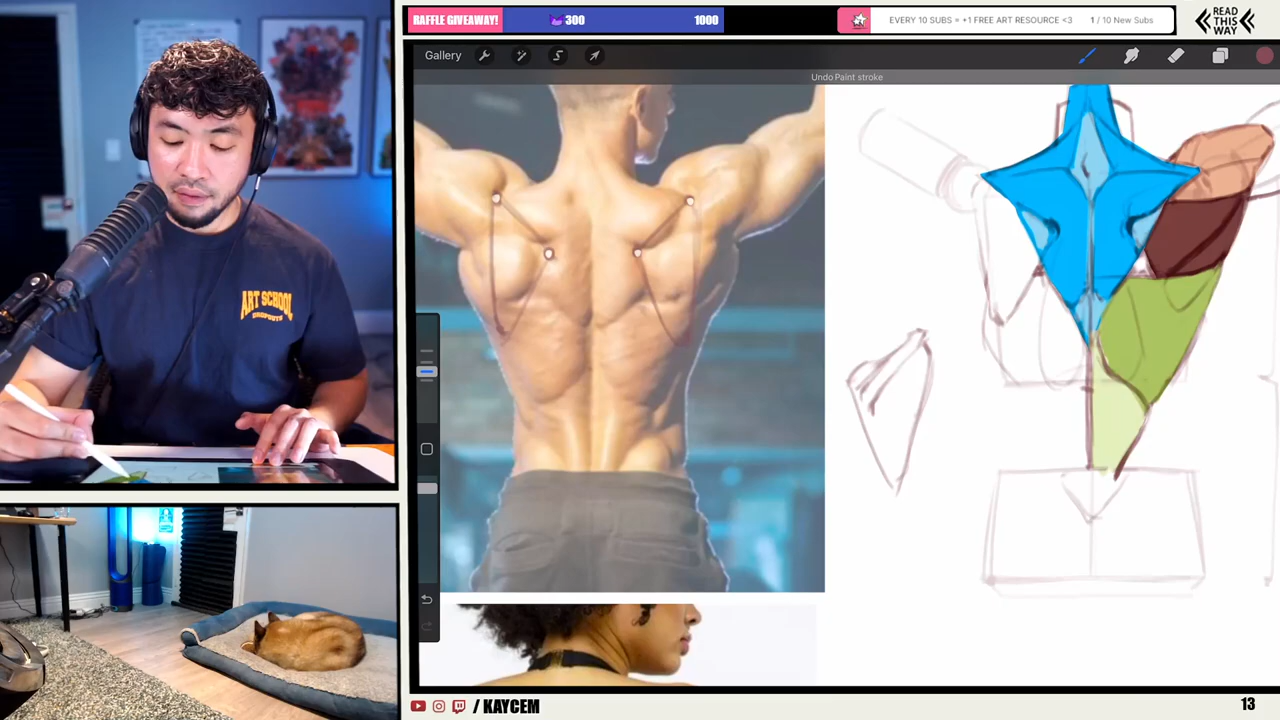 RAFFLE GIVEAWAY!
300
1000
EVERY 10 SUBS = +1 FREE ART RESOURCE <3
1 / 10 New Subs
READ
THIS
WAY
Gallery
Undo Paint stroke
ART SCHOOL
DROPOUTS
/ KAYCEM
13